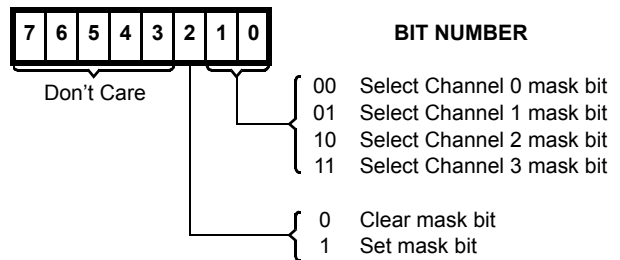 7 6 5 4 3 2 1 0 BIT NUMBER
Don't Care
00 Select Channel 0 mask bit
01 Select Channel 1 mask bit
10 Select Channel 2 mask bit
11 Select Channel 3 mask bit
0 Clear mask bit
1 Set mask bit